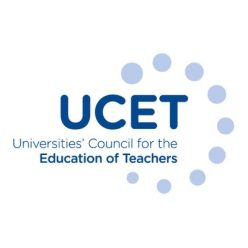 UCET
Universities' Council for the
Education of Teachers